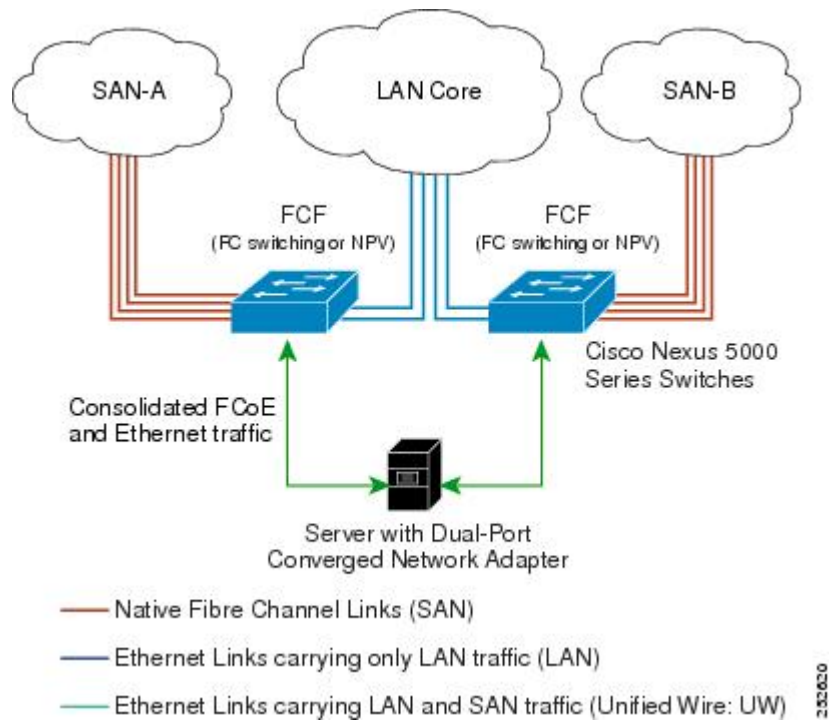 SAN-A
LAN Core
SAN-B
FCF
(FC switching or NPV)
FCF
(FC switching or NPV)
Cisco Nexus 5000
Series Switches
Consolidated FCoE
and Ethernet traffic
Server with Dual-Port
Converged Network Adapter
Native Fibre Channel Links (SAN)
Ethernet Links carrying only LAN traffic (LAN)
Ethernet Links carrying LAN and SAN traffic (Unified Wire: UW)